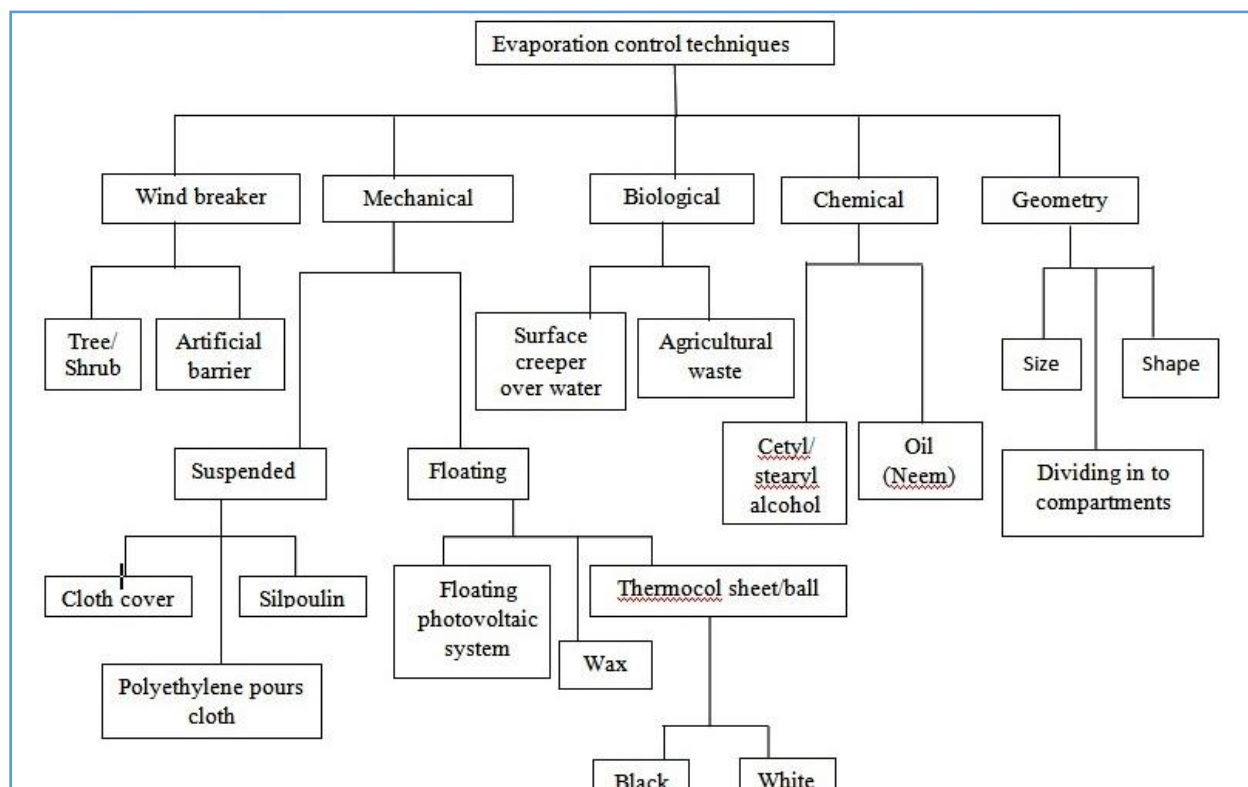 Evaporation control techniques
Wind breaker
Mechanical
Biological
Chemical
Geometry
Tree/
Shrub
Artificial
barrier
Surface
creeper
over water
Agricultural
waste
Size
Shape
Suspended
Floating
Cetyl/
stearyl
alcohol
Oil
(Neem)
Dividing in to
compartments
Cloth cover
Silpoulin
Floating
photovoltaic
system
Thermocol sheet/ball
Wax
Polyethylene pours
cloth
Black
White